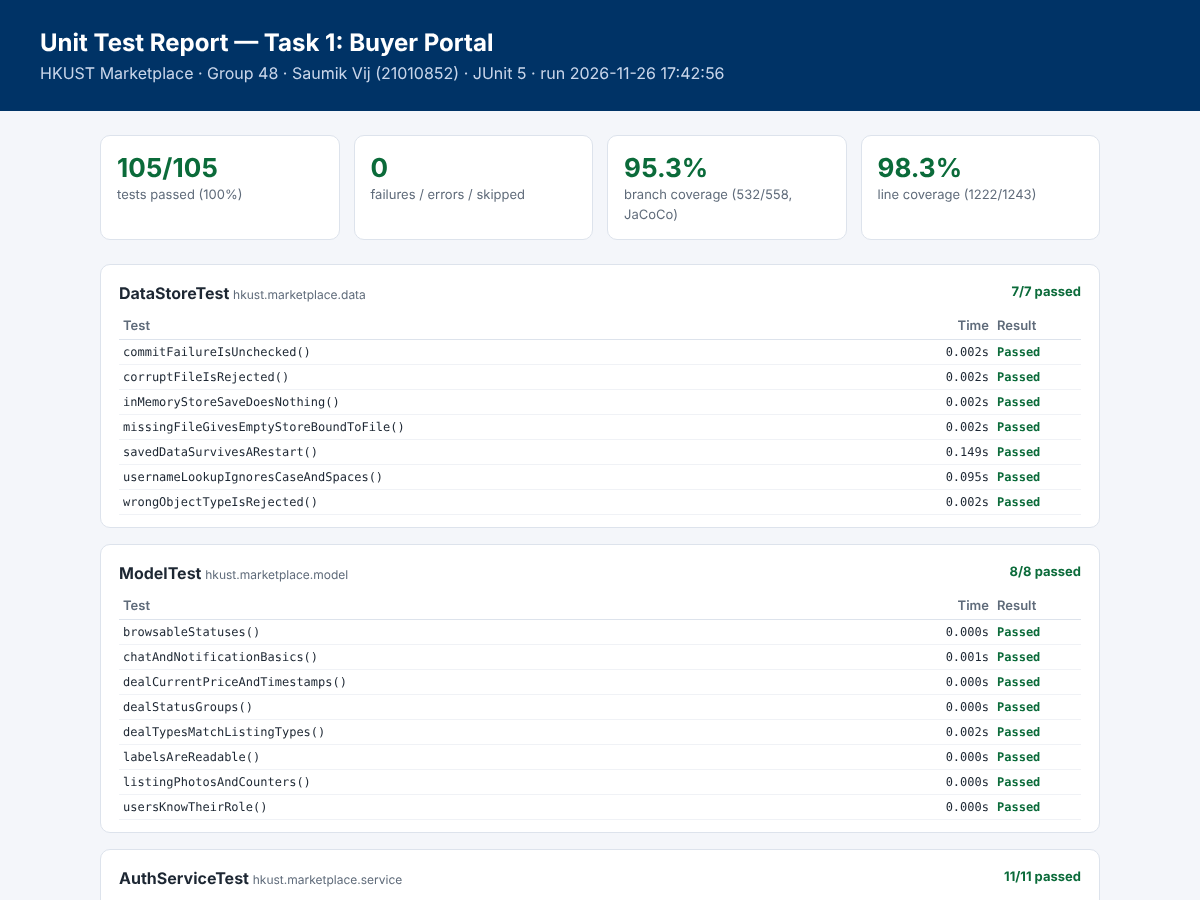 Unit Test Report — Task 1: Buyer Portal
HKUST Marketplace · Group 48 · Saumik Vij (21010852) · JUnit 5 · run 2026-11-26 17:42:56
105/105
tests passed (100%)
0
failures / errors / skipped
95.3%
branch coverage (532/558,
JaCoCo)
98.3%
line coverage (1222/1243)
DataStoreTest hkust.marketplace.data 7/7 passed
Test Time Result
commitFailureIsUnchecked() 0.002s Passed
corruptFileIsRejected() 0.002s Passed
inMemoryStoreSaveDoesNothing() 0.002s Passed
missingFileGivesEmptyStoreBoundToFile() 0.002s Passed
savedDataSurvivesARestart() 0.149s Passed
usernameLookupIgnoresCaseAndSpaces() 0.095s Passed
wrongObjectTypeIsRejected() 0.002s Passed
ModelTest hkust.marketplace.model 8/8 passed
Test Time Result
browsableStatuses() 0.000s Passed
chatAndNotificationBasics() 0.001s Passed
dealCurrentPriceAndTimestamps() 0.000s Passed
dealStatusGroups() 0.000s Passed
dealTypesMatchListingTypes() 0.002s Passed
labelsAreReadable() 0.000s Passed
listingPhotosAndCounters() 0.000s Passed
usersKnowTheirRole() 0.000s Passed
AuthServiceTest hkust.marketplace.service 11/11 passed